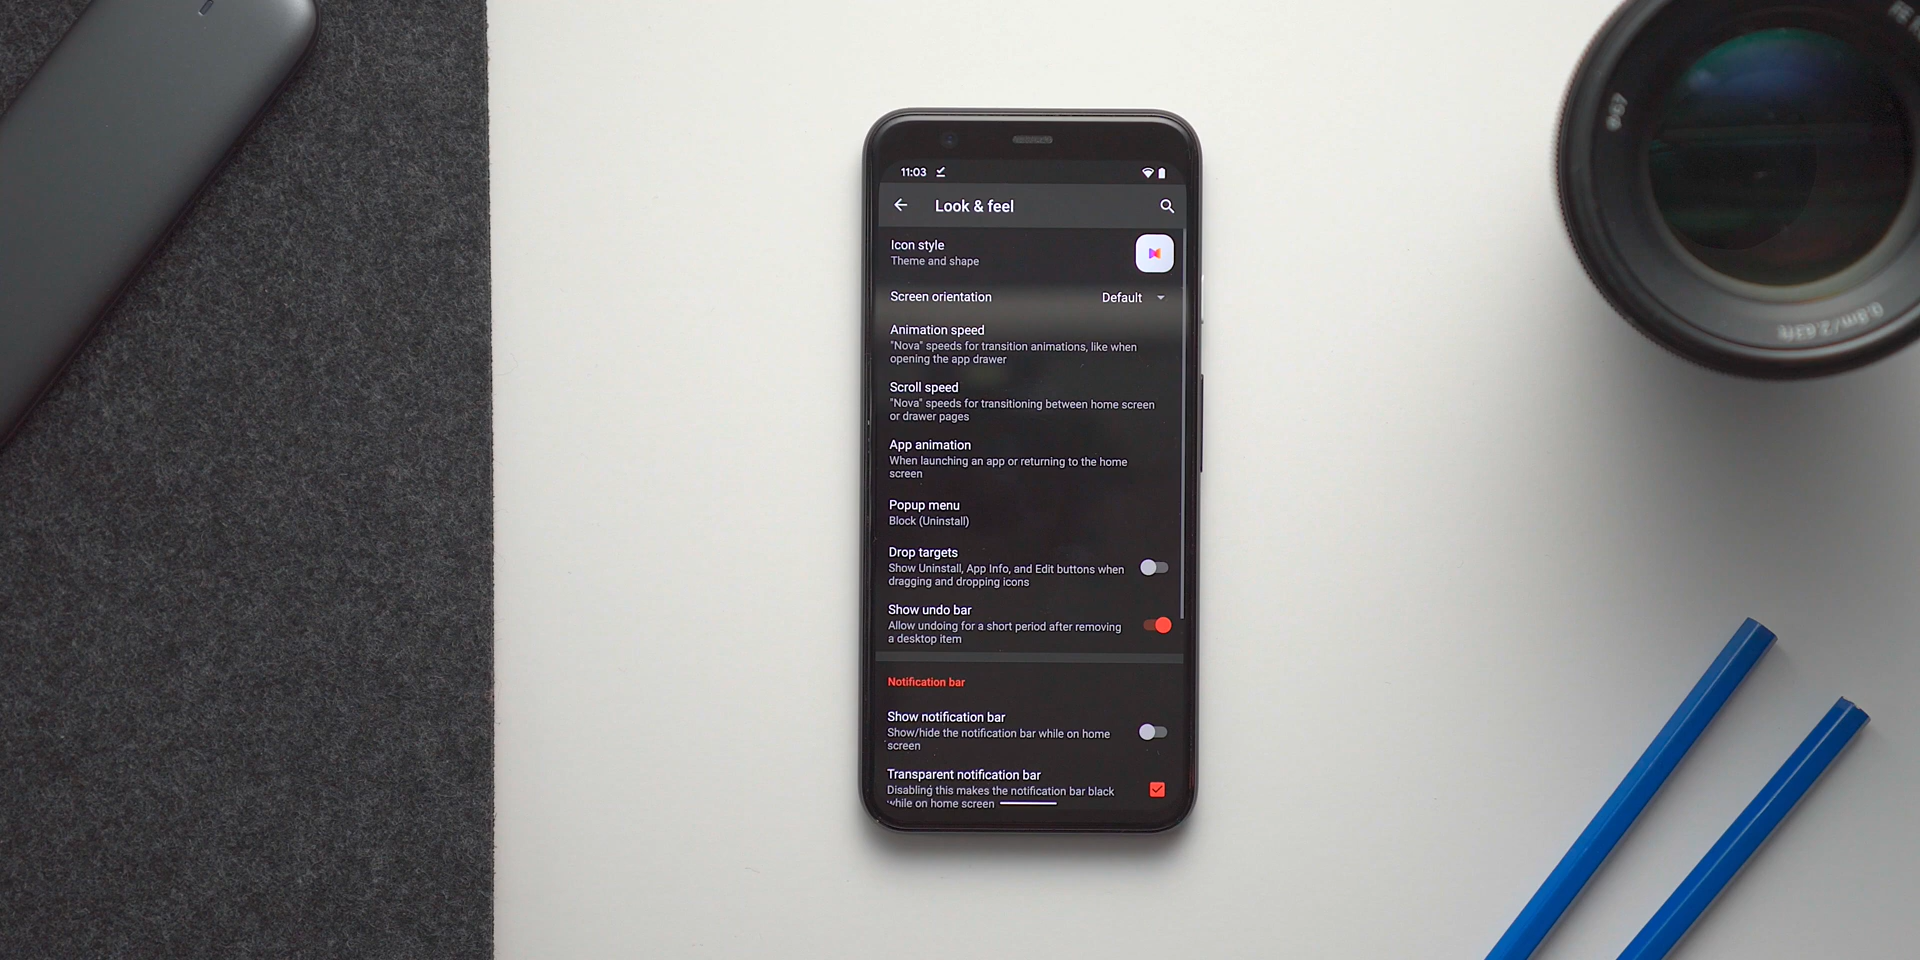 11:03
Look & feel
Icon style
Theme and shape
Screen orientation
Default
Animation speed
"Nova" speeds for transition animations, like when
opening the app drawer
Scroll speed
"Nova" speeds for transitioning between home screen
or drawer pages
App animation
When launching an app or returning to the home
screen
Popup menu
Block (Uninstall)
Drop targets
Show Uninstall, App Info, and Edit buttons when
dragging and dropping icons
Show undo bar
Allow undoing for a short period after removing
a desktop item
Notification bar
Show notification bar
Show/hide the notification bar while on home
screen
Transparent notification bar
Disabling this makes the notification bar black
while on home screen
0.8m/2.63ft